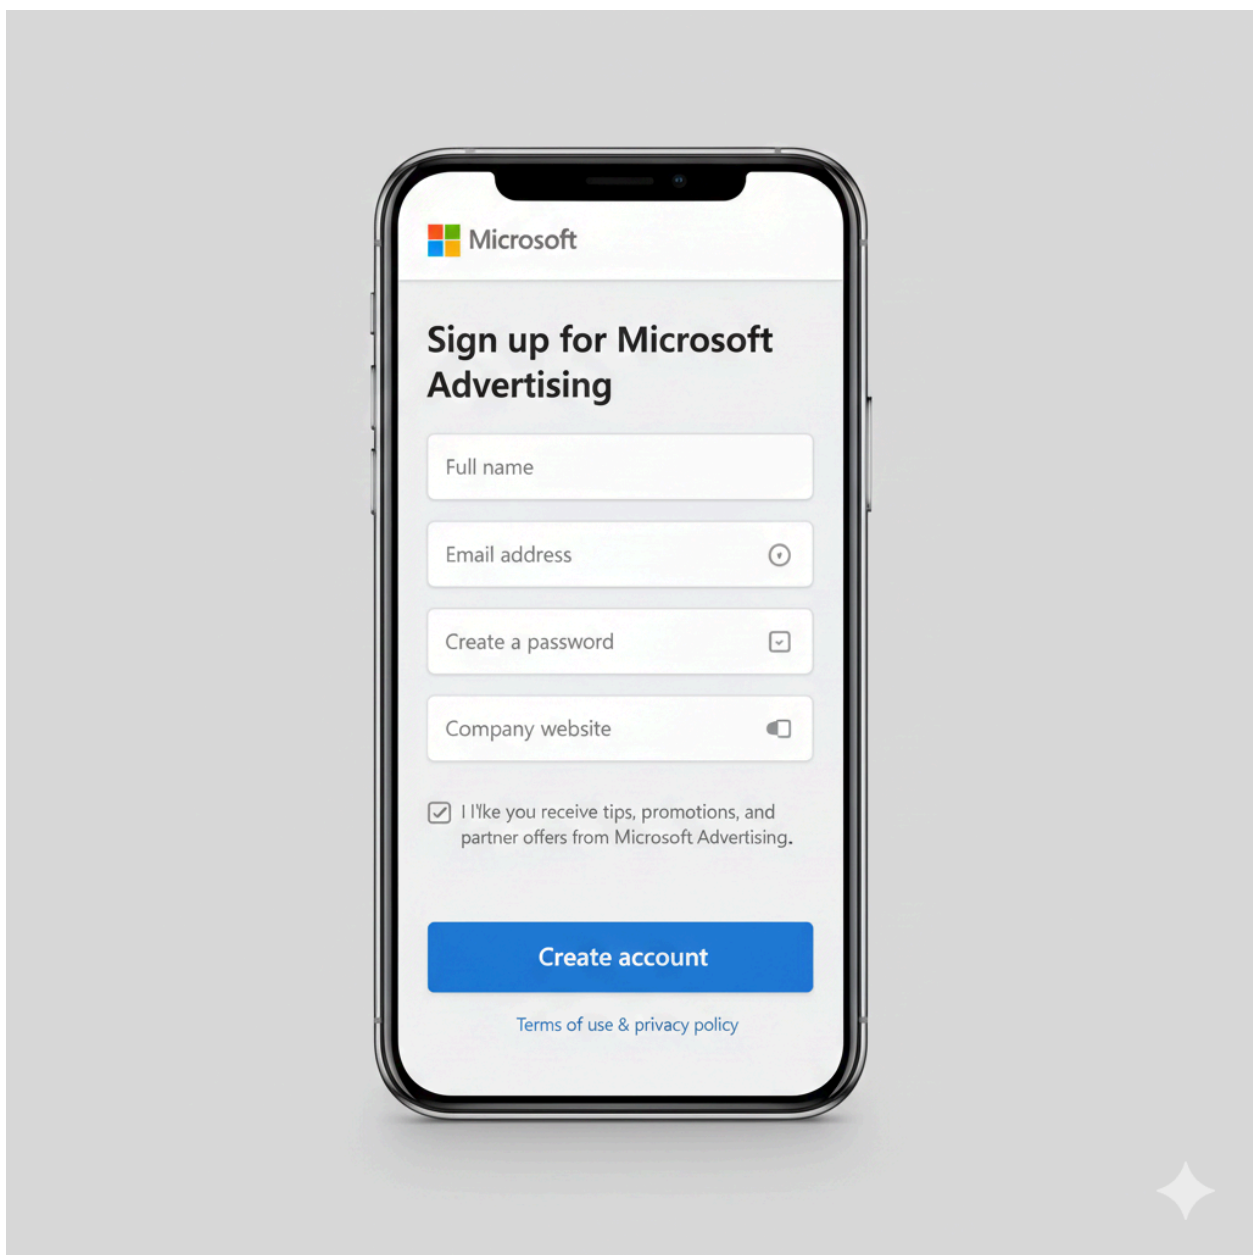 Microsoft
Sign up for Microsoft
Advertising
Full name
Email address
Create a password
Company website
I I'lke you receive tips, promotions, and
partner offers from Microsoft Advertising.
Create account
Terms of use & privacy policy